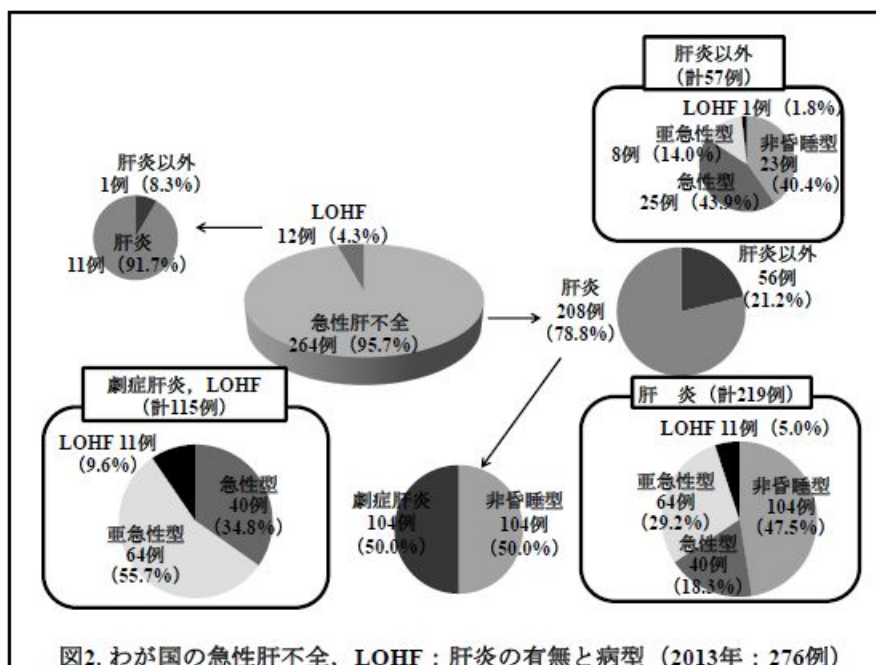 肝炎以外
(計57例)
LOHF 1例 (1.8%)
亜急性型
8例 (14.0%)
非昏睡型
23例
(40.4%)
急性型
25例 (43.9%)
肝炎以外
1例 (8.3%)
肝炎
11例 (91.7%)
LOHF
12例 (4.3%)
急性肝不全
264例 (95.7%)
肝炎
208例
(78.8%)
肝炎以外
56例
(21.2%)
劇症肝炎, LOHF
(計115例)
LOHF 11例
(9.6%)
急性型
40例
(34.8%)
亜急性型
64例
(55.7%)
劇症肝炎
104例
(50.0%)
非昏睡型
104例
(50.0%)
肝 炎 (計219例)
LOHF 11例 (5.0%)
亜急性型
64例
(29.2%)
非昏睡型
104例
(47.5%)
急性型
40例
(18.3%)
図2. わが国の急性肝不全, LOHF:肝炎の有無と病型 (2013年:276例)